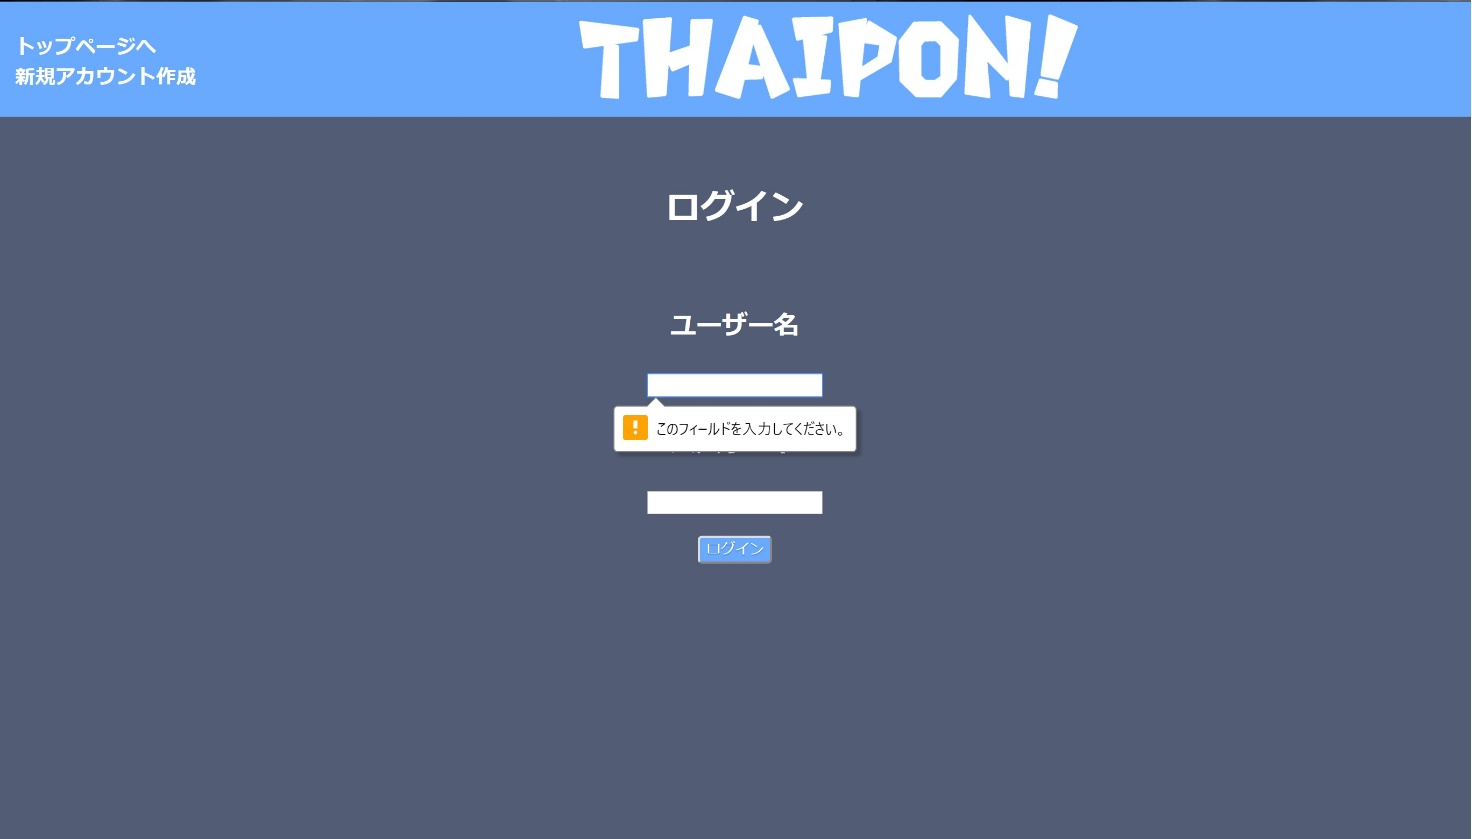 トップページへ
新規アカウント作成
THAIPON!
ログイン
ユーザー名
このフィールドを入力してください。
ログイン